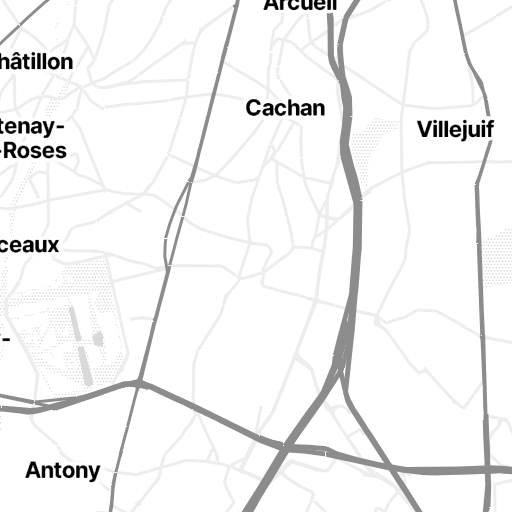 Arcueil
hâtillon
Cachan
tenay-
-Roses
Villejuif
ceaux
-
Antony